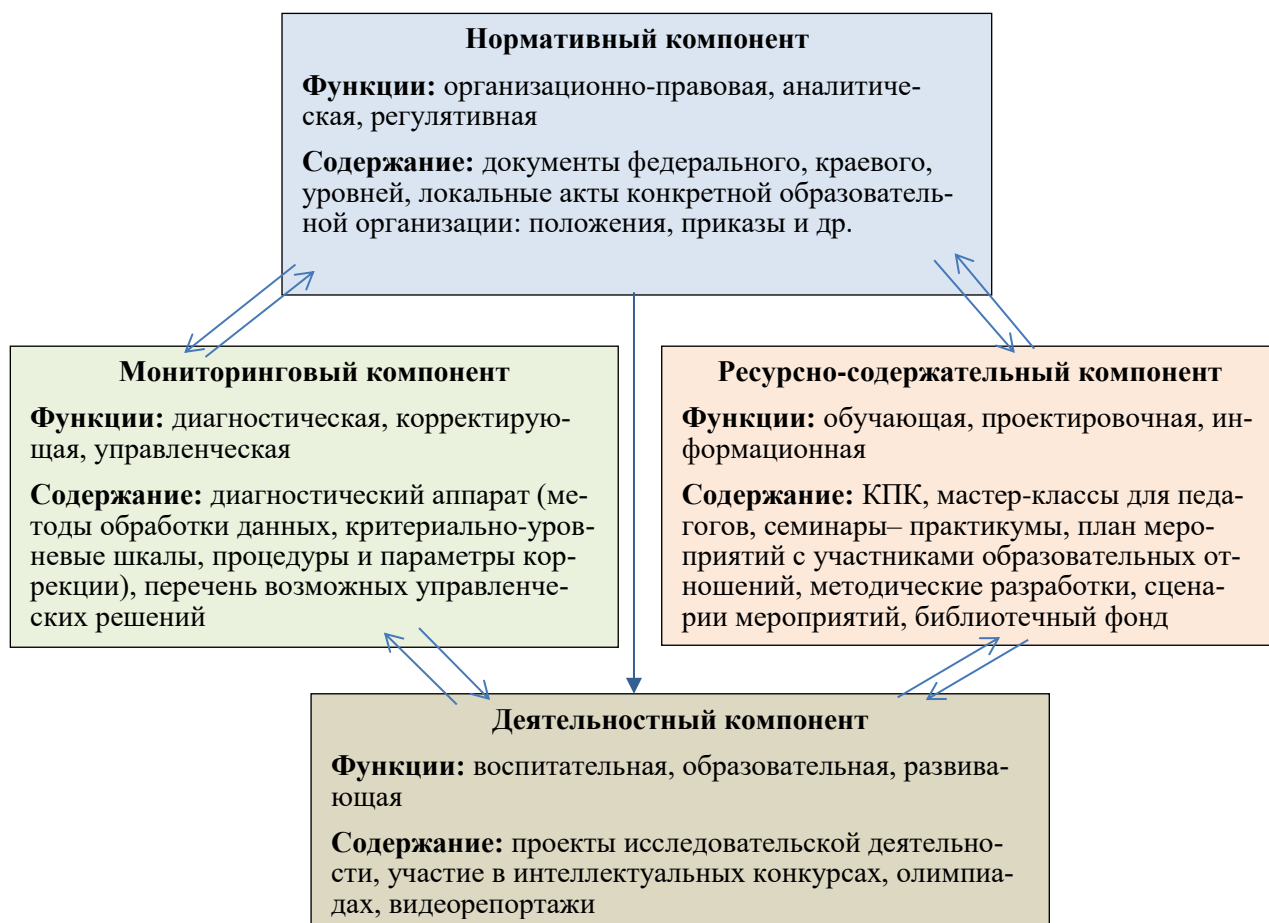 Нормативный компонент
Функции: организационно-правовая, аналитиче-
ская, регулятивная
Содержание: документы федерального, краевого,
уровней, локальные акты конкретной образователь-
ной организации: положения, приказы и др.
Мониторинговый компонент
Функции: диагностическая, корректирую-
щая, управленческая
Содержание: диагностический аппарат (ме-
тоды обработки данных, критериально-уров-
невые шкалы, процедуры и параметры кор-
рекции), перечень возможных управленче-
ских решений
Ресурсно-содержательный компонент
Функции: обучающая, проектировочная, ин-
формационная
Содержание: КПК, мастер-классы для педа-
гогов, семинары– практикумы, план меро-
приятий с участниками образовательных от-
ношений, методические разработки, сцена-
рии мероприятий, библиотечный фонд
Деятельностный компонент
Функции: воспитательная, образовательная, развива-
ющая
Содержание: проекты исследовательской деятельно-
сти, участие в интеллектуальных конкурсах, олимпиа-
дах, видеорепортажи